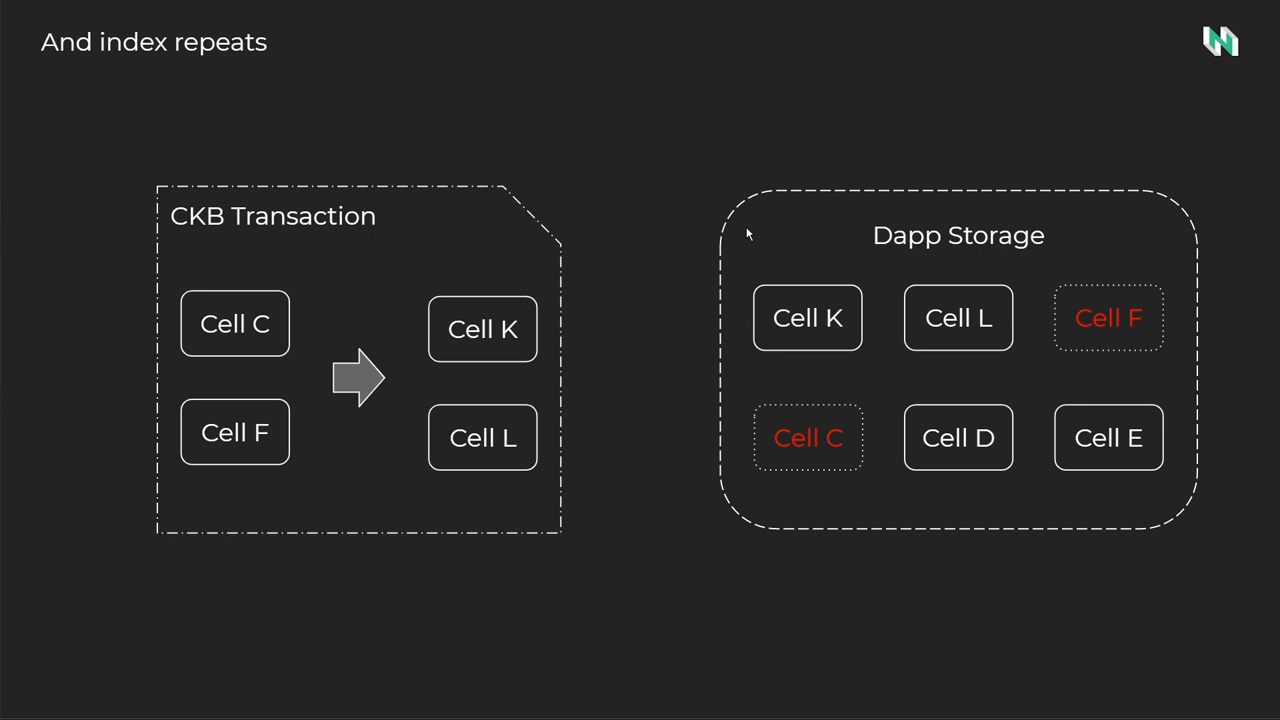 And index repeats
CKB Transaction
Cell C
Cell K
Cell F
Cell L
Dapp Storage
Cell K
Cell L
Cell F
Cell C
Cell D
Cell E